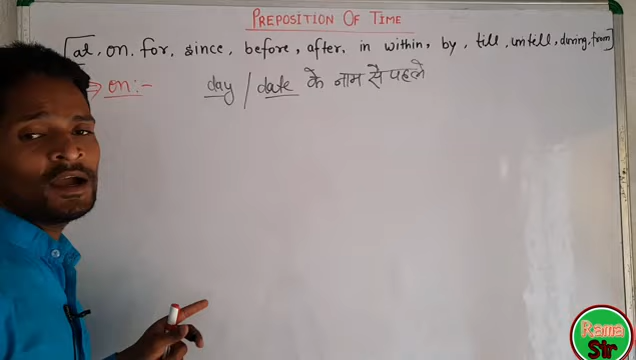 PREPOSITION OF TIME
[at, on, for, since, before, after, in within, by, till, untell, during, from]
⇒ on :- day / date के नाम से पहले
Rama
Sir